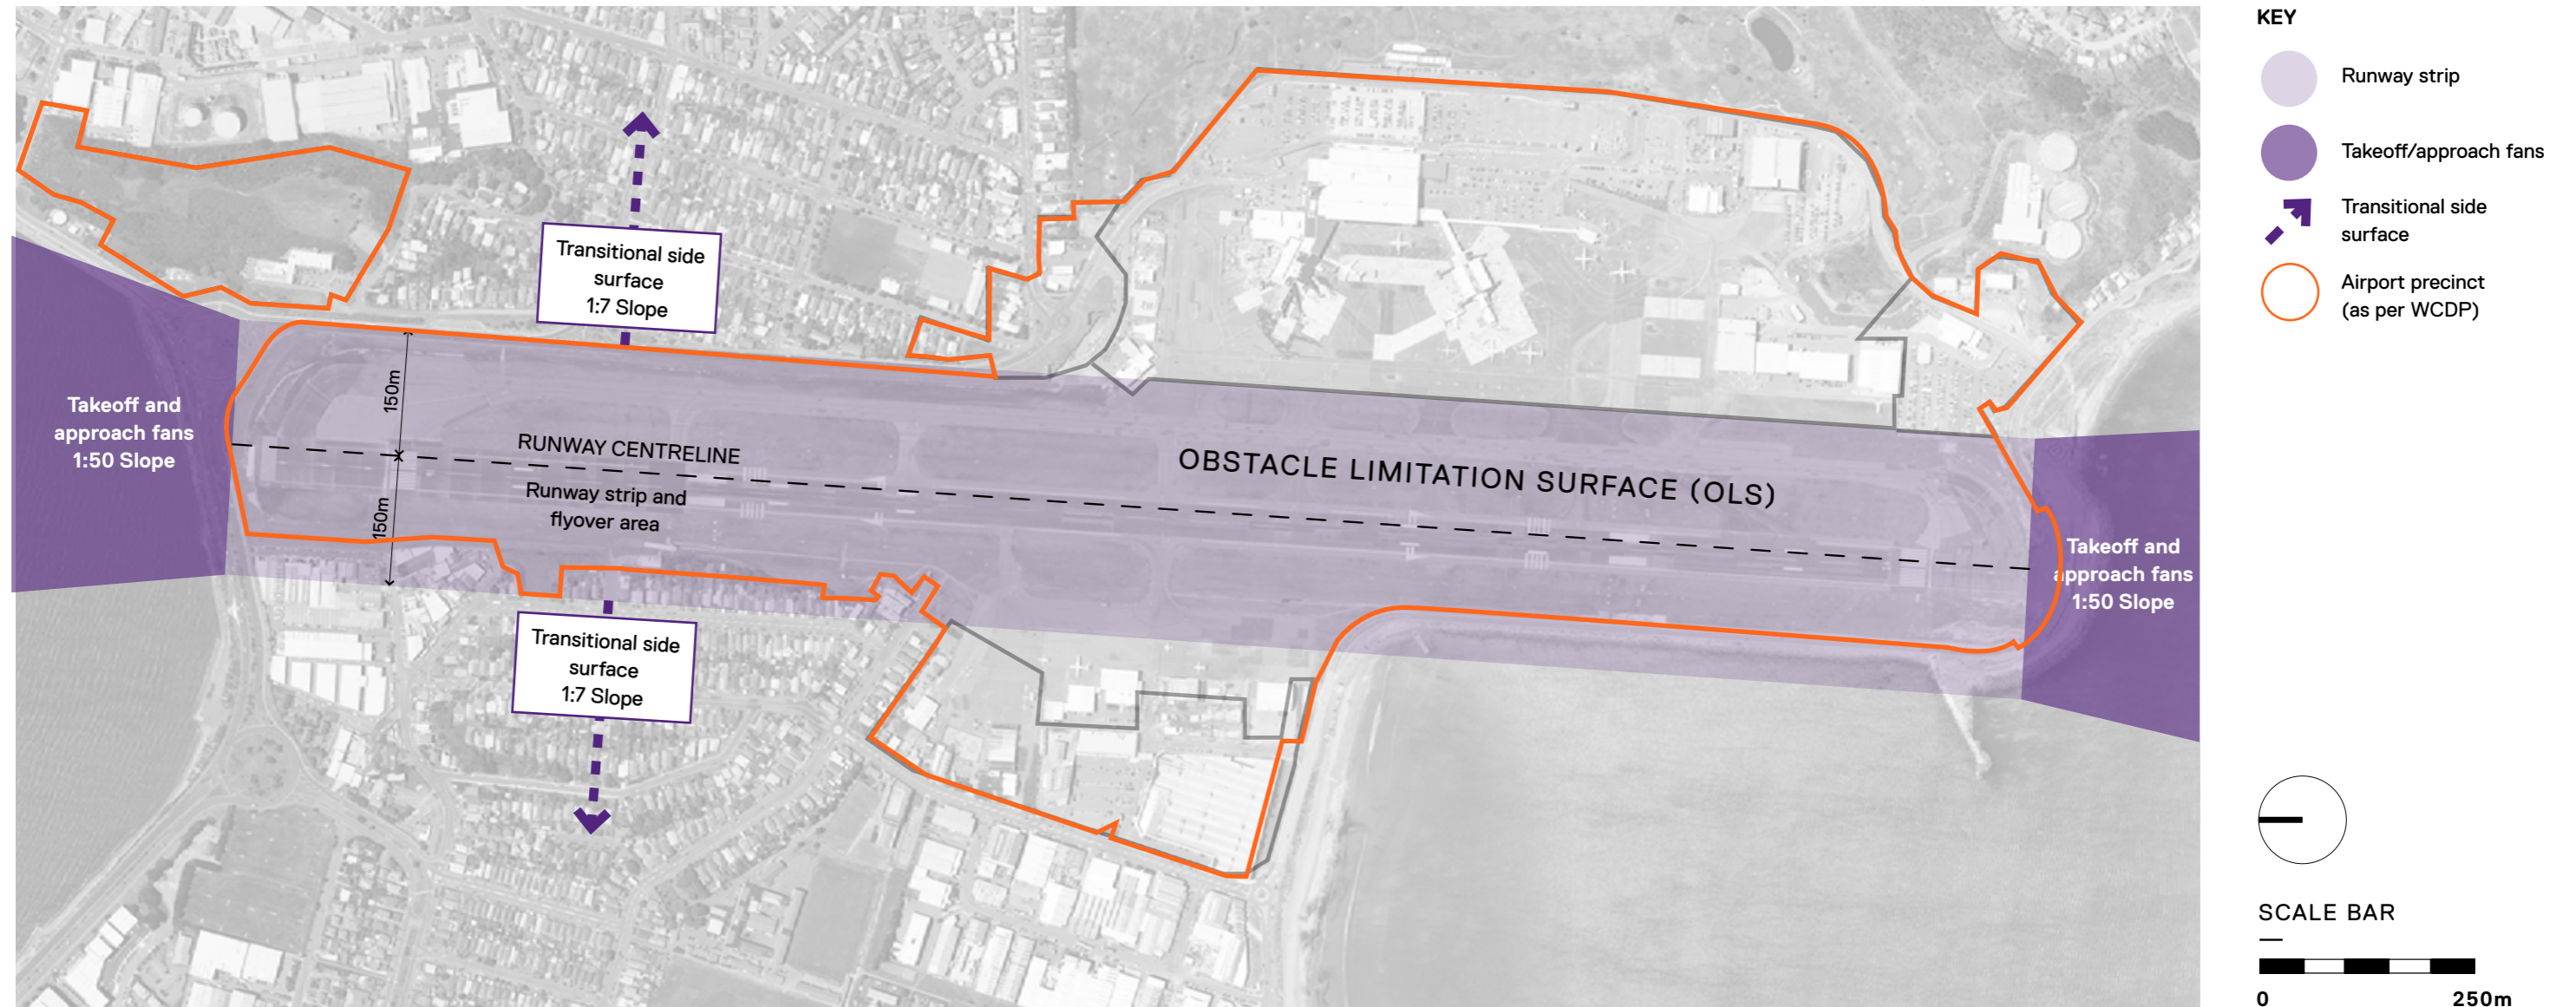 KEY
Runway strip
Takeoff/approach fans
Transitional side
surface
Airport precinct
(as per WCDP)
Transitional side
surface
1:7 Slope
150m
Takeoff and
approach fans
1:50 Slope
RUNWAY CENTRELINE
OBSTACLE LIMITATION SURFACE (OLS)
Runway strip and
flyover area
150m
Takeoff and
approach fans
1:50 Slope
Transitional side
surface
1:7 Slope
SCALE BAR
0
250m